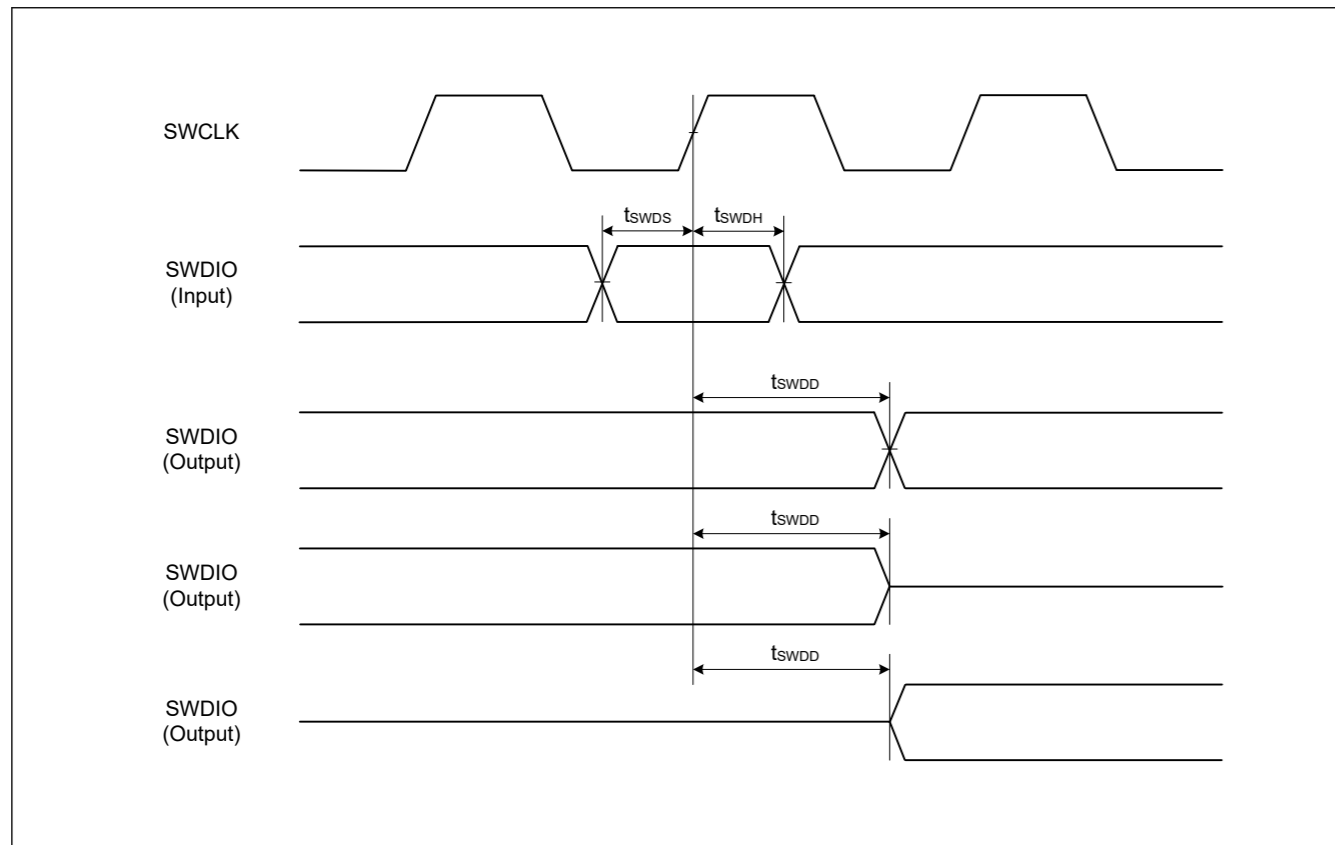 SWCLK
tSWDS
tSWDH
SWDIO
(Input)
tSWDD
SWDIO
(Output)
tSWDD
SWDIO
(Output)
tSWDD
SWDIO
(Output)